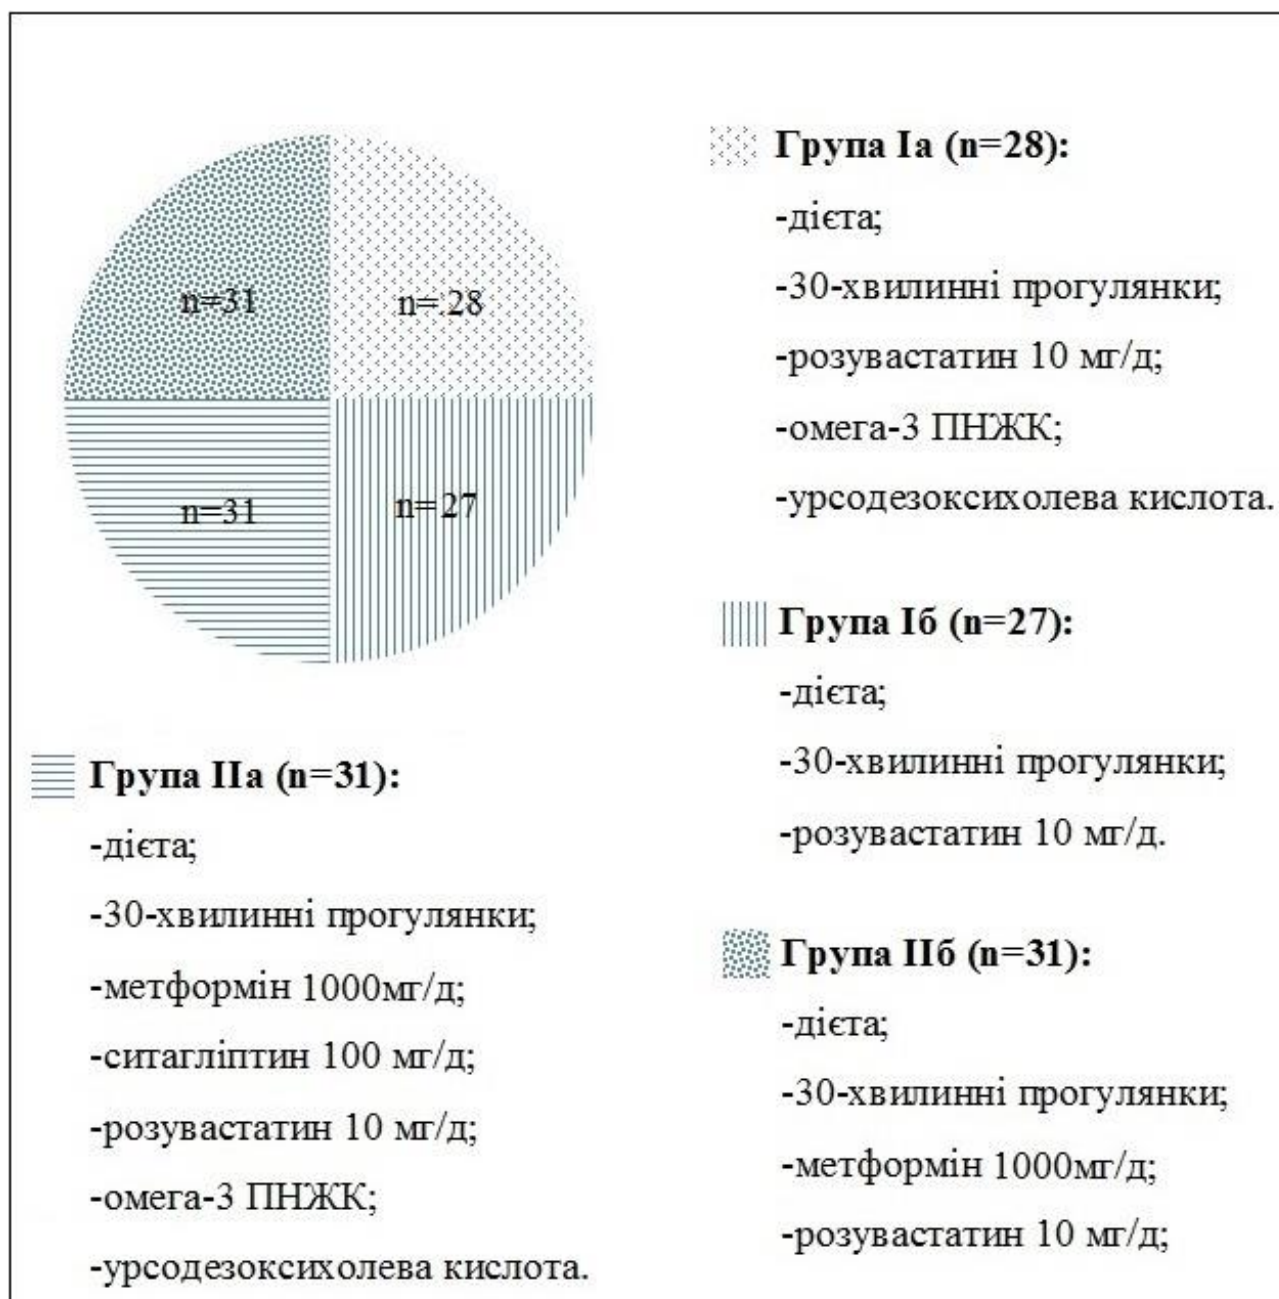 n=31
n=.28
n=31
n=.27
Група Іа (n=28):
-дієта;
-30-хвилинні прогулянки;
-розувастатин 10 мг/д;
-омега-3 ПНЖК;
-урсодезоксихолева кислота.
Група Іб (n=27):
-дієта;
-30-хвилинні прогулянки;
-розувастатин 10 мг/д.
Група ІІа (n=31):
-дієта;
-30-хвилинні прогулянки;
-метформін 1000мг/д;
-ситагліптин 100 мг/д;
-розувастатин 10 мг/д;
-омега-3 ПНЖК;
-урсодезоксихолева кислота.
Група ІІб (n=31):
-дієта;
-30-хвилинні прогулянки;
-метформін 1000мг/д;
-розувастатин 10 мг/д;